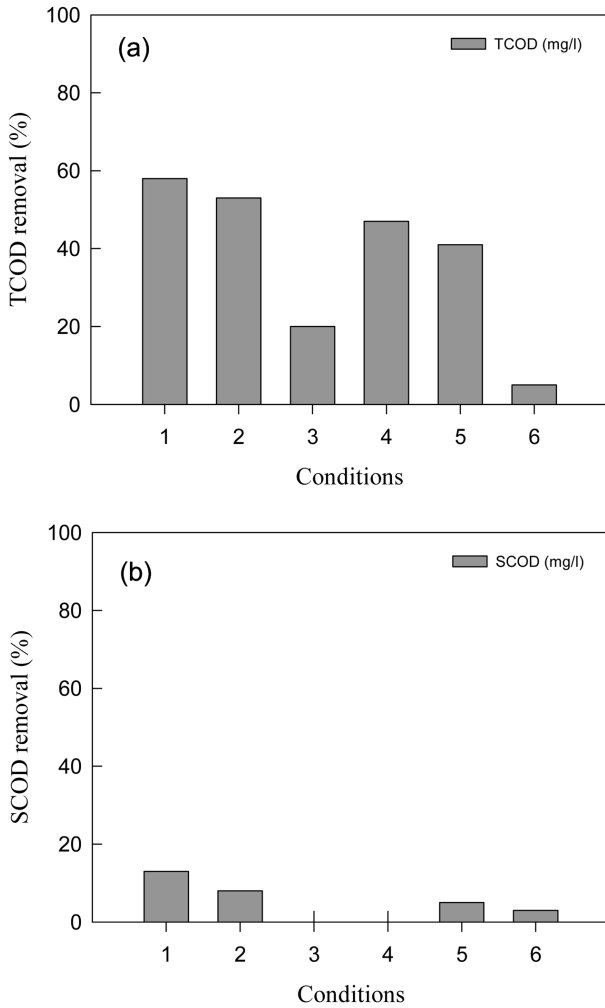 (a)
TCOD (mg/l)
100
80
60
40
20
0
TCOD removal (%)
1 2 3 4 5 6
Conditions
(b)
SCOD (mg/l)
100
80
60
40
20
0
SCOD removal (%)
1 2 3 4 5 6
Conditions